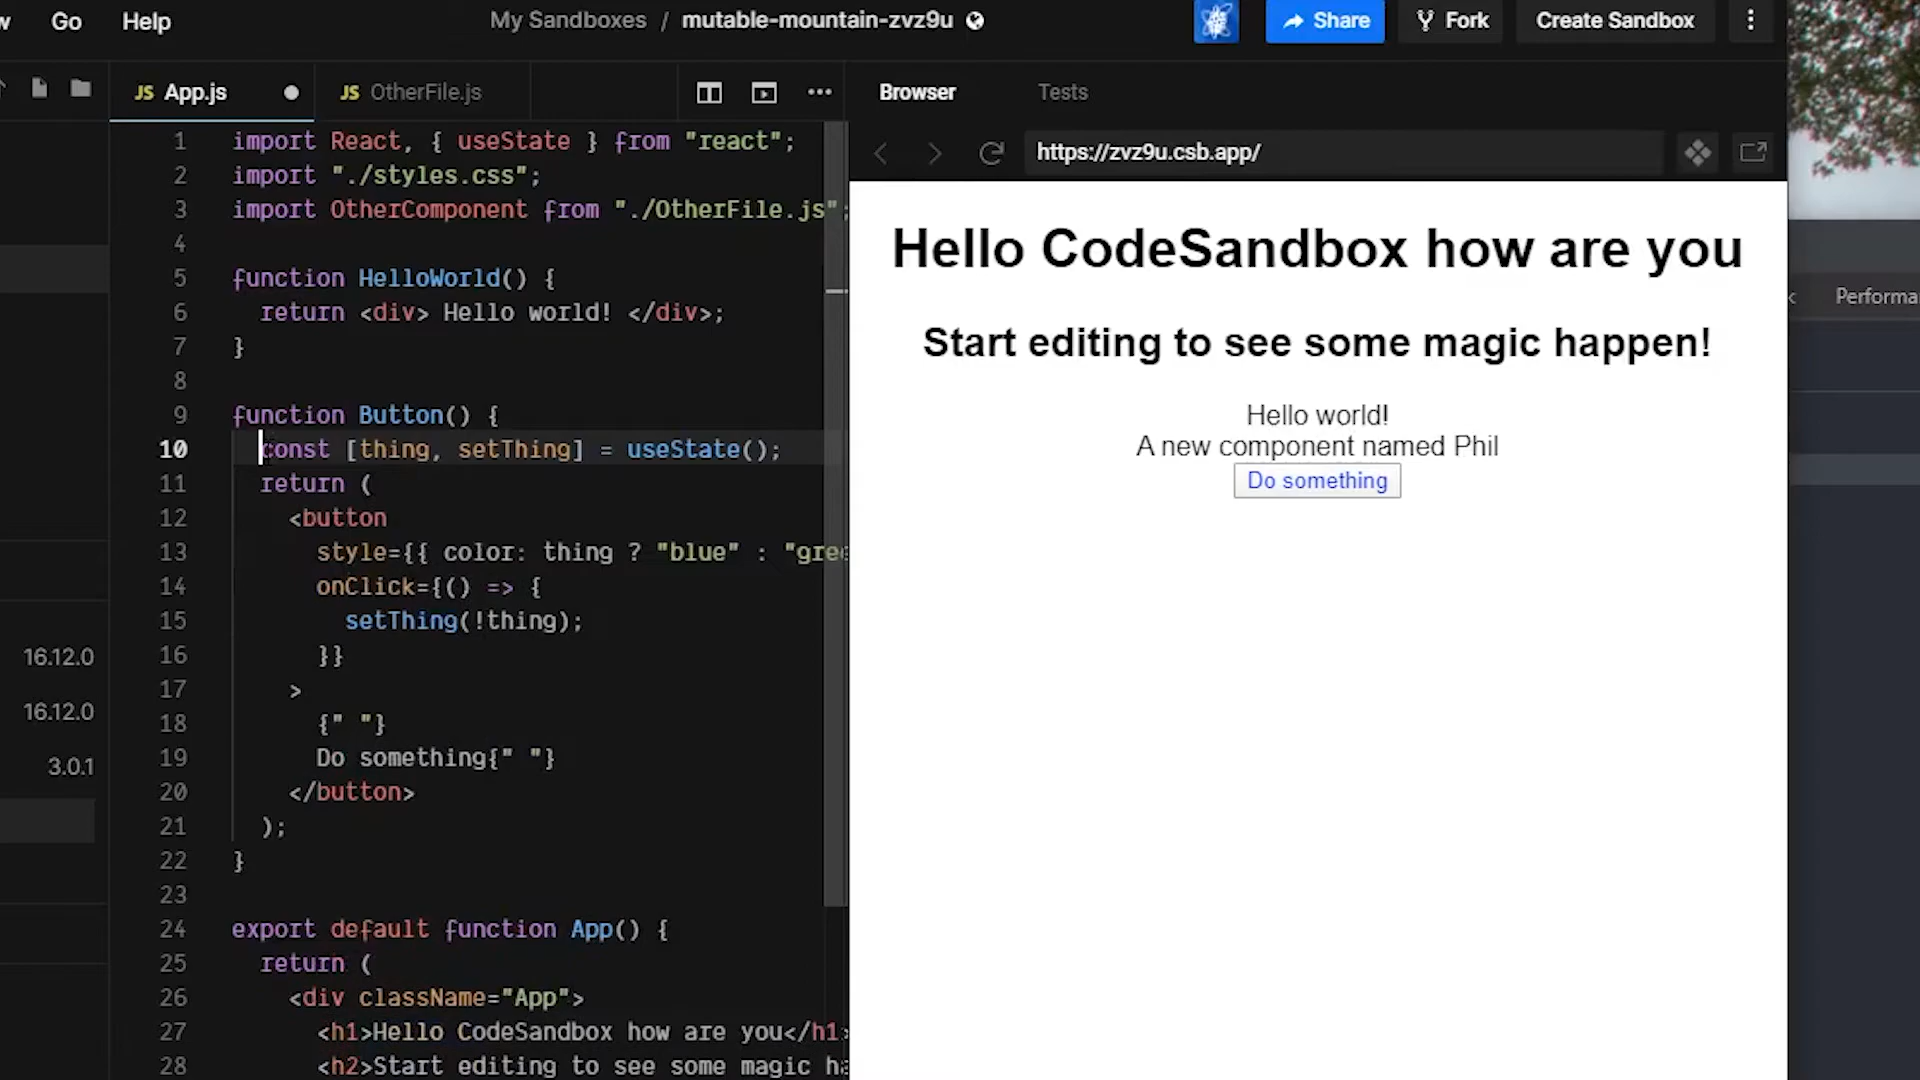 Go Help My Sandboxes / mutable-mountain-zvz9u Share Fork Create Sandbox
JS App.js JS OtherFile.js Browser Tests
https://zvz9u.csb.app/
1 import React, { useState } from "react";
2 import "./styles.css";
3 import OtherComponent from "./OtherFile.js";
4
5 function HelloWorld() {
6 return <div> Hello world! </div>;
7 }
8
9 function Button() {
10 const [thing, setThing] = useState();
11 return (
12 <button
13 style={{ color: thing ? "blue" : "gree
14 onClick={() => {
15 setThing(!thing);
16 }}
17 >
18 {" "}
19 Do something{" "}
20 </button>
21 );
22 }
23
24 export default function App() {
25 return (
26 <div className="App">
27 <h1>Hello CodeSandbox how are you</h1>
28 <h2>Start editing to see some magic ha
16.12.0
16.12.0
3.0.1
Hello CodeSandbox how are you
Start editing to see some magic happen!
Hello world!
A new component named Phil
Do something
Performa